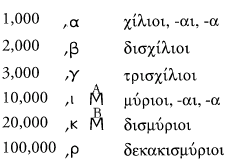 1,000 ,α χίλιοι, -αι, -α
2,000 ,β δισχίλιοι
3,000 ,γ τρισχίλιοι
Α
10,000 ,ι Μ μύριοι, -αι, -α
Β
20,000 ,κ Μ δισμύριοι
100,000 ,ρ δεκακισμύριοι